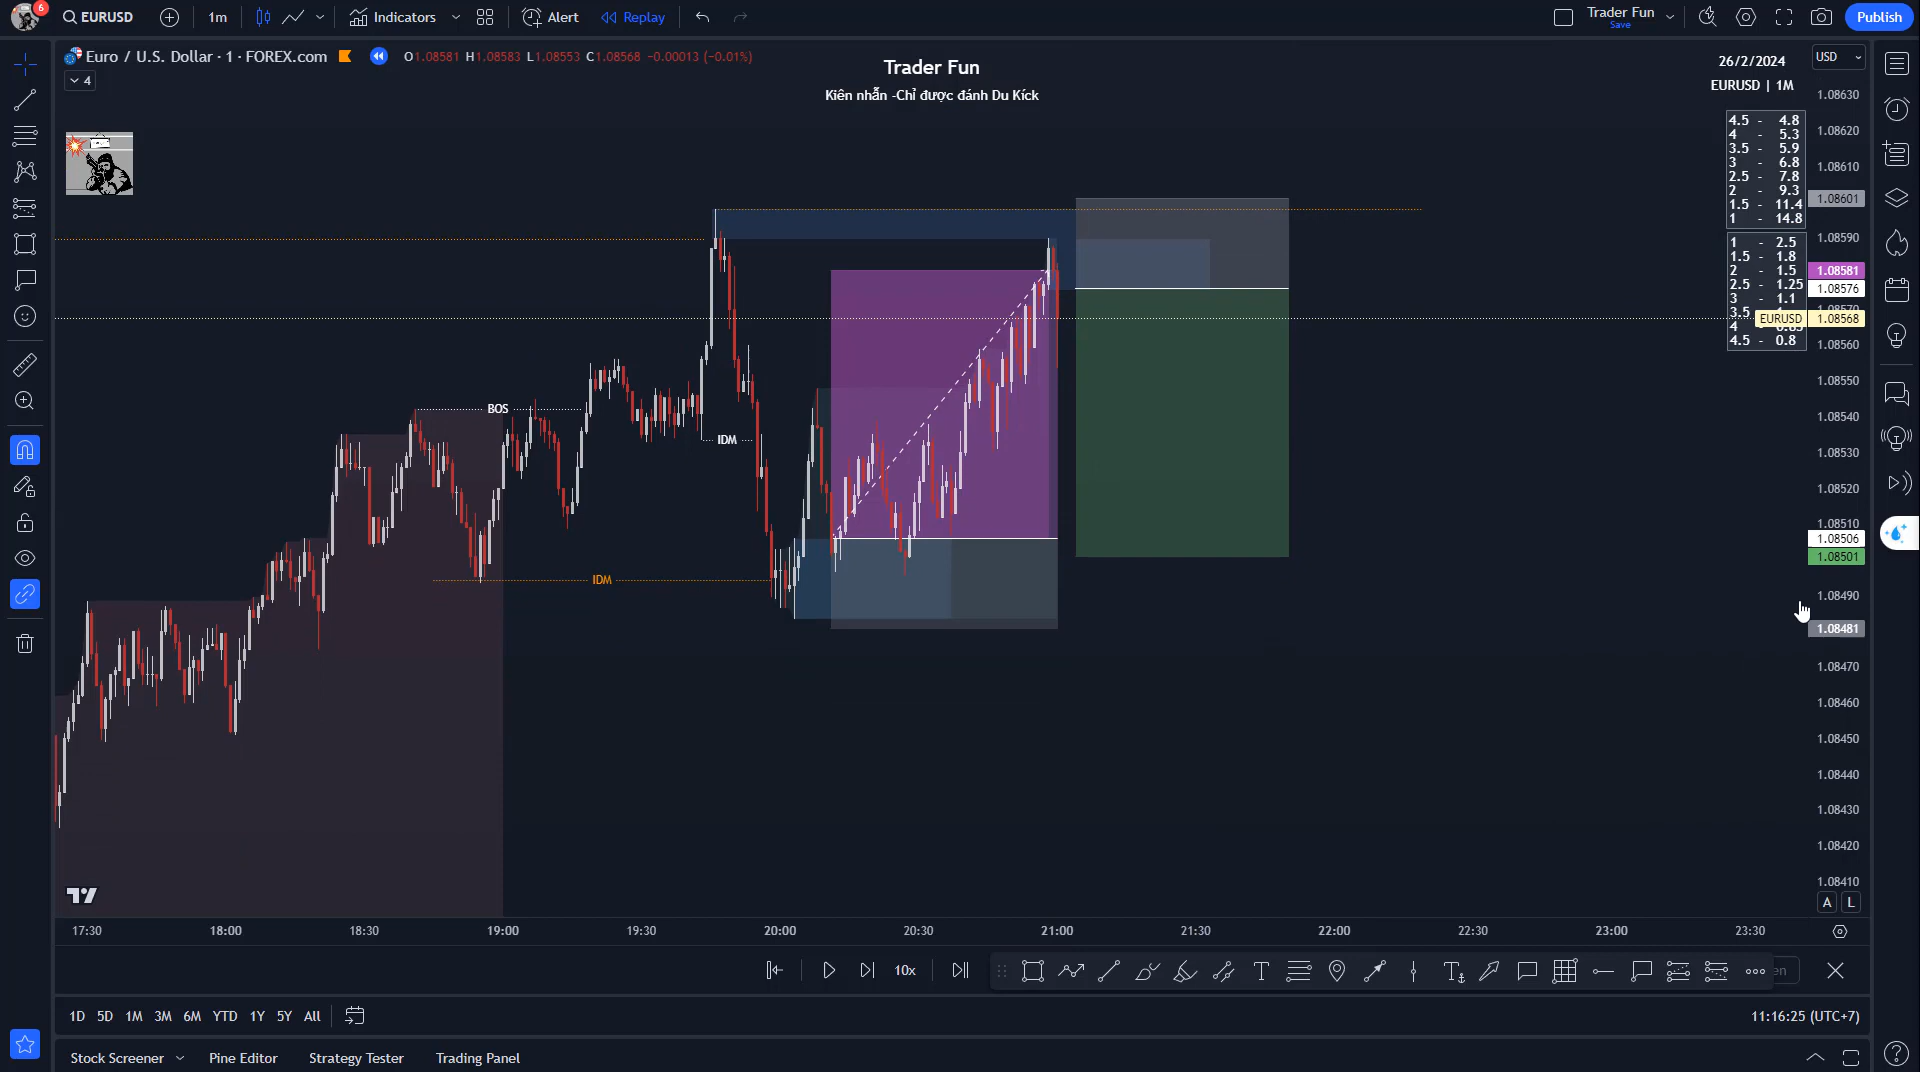 6
EURUSD
1m
Indicators
Alert
Replay
Trader Fun
Save
Publish
Euro / U.S. Dollar · 1 · FOREX.com
O1.08581 H1.08583 L1.08553 C1.08568 -0.00013 (-0.01%)
4
Trader Fun
Kiên nhẫn -Chỉ được đánh Du Kíck
26/2/2024
EURUSD | 1M
USD
4.5 - 4.8
4 - 5.3
3.5 - 5.9
3 - 6.8
2.5 - 7.8
2 - 9.3
1.5 - 11.4
1 - 14.8
1 - 2.5
1.5 - 1.8
2 - 1.5
2.5 - 1.25
3 - 1.1
3.5
4
4.5 - 0.8
1.08630
1.08620
1.08610
1.08601
1.08590
1.08581
1.08576
EURUSD 1.08568
1.08560
1.08550
1.08540
1.08530
1.08520
1.08510
1.08506
1.08501
1.08490
1.08481
1.08470
1.08460
1.08450
1.08440
1.08430
1.08420
1.08410
BOS
IDM
IDM
A L
17:30 18:00 18:30 19:00 19:30 20:00 20:30 21:00 21:30 22:00 22:30 23:00 23:30
10x
1D 5D 1M 3M 6M YTD 1Y 5Y All
11:16:25 (UTC+7)
Stock Screener
Pine Editor
Strategy Tester
Trading Panel